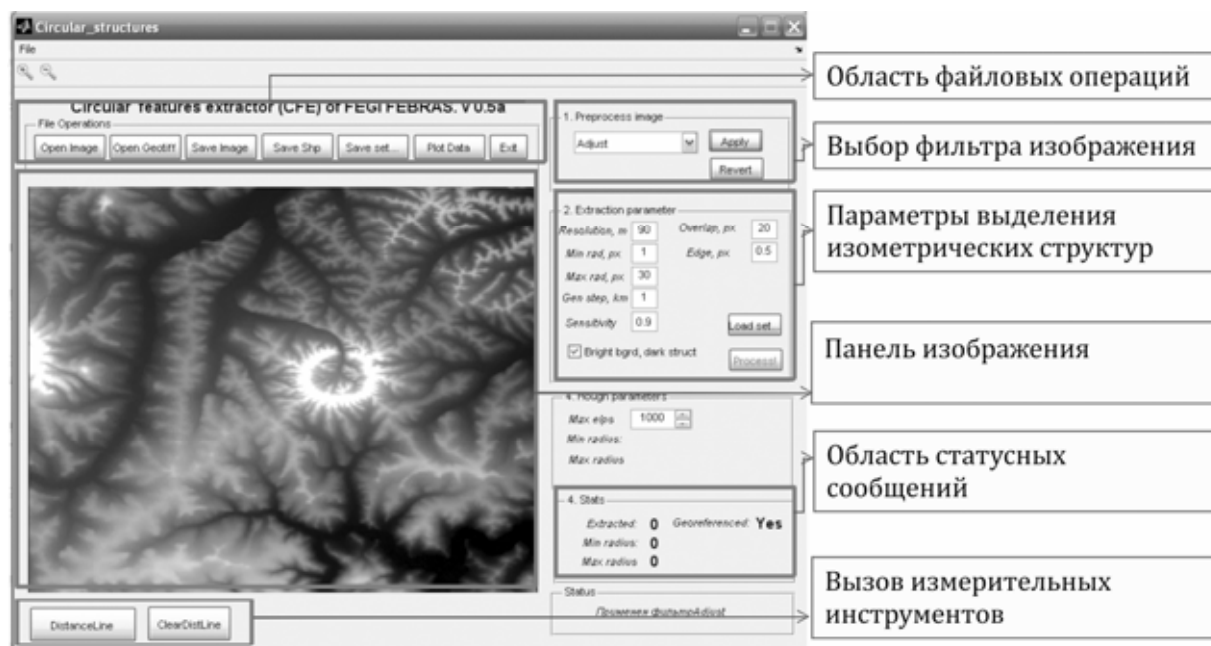 Circular_structures
File
Circular features extractor (CFE) of FEGI FEBRAS. V 0.5a
File Operations
Open Image
Open Geotiff
Save Image
Save Shp
Save set...
Plot Data
Exit
1. Preprocess image
Adjust
Apply
Revert
2. Extraction parameter
Resolution, m 90
Overlap, px 20
Min rad, px 1
Edge, px 0.5
Max rad, px 30
Gen step, km 1
Sensitivity 0.9
Load set...
Bright bgrd, dark struct
Process!
4. Hough parameters
Max elps 1000
Min radius:
Max radius
4. Stats
Extracted: 0
Georeferenced: Yes
Min radius: 0
Max radius 0
Status
Применен фильтрAdjust
DistanceLine
ClearDistLine
Область файловых операций
Выбор фильтра изображения
Параметры выделения
изометрических структур
Панель изображения
Область статусных
сообщений
Вызов измерительных
инструментов